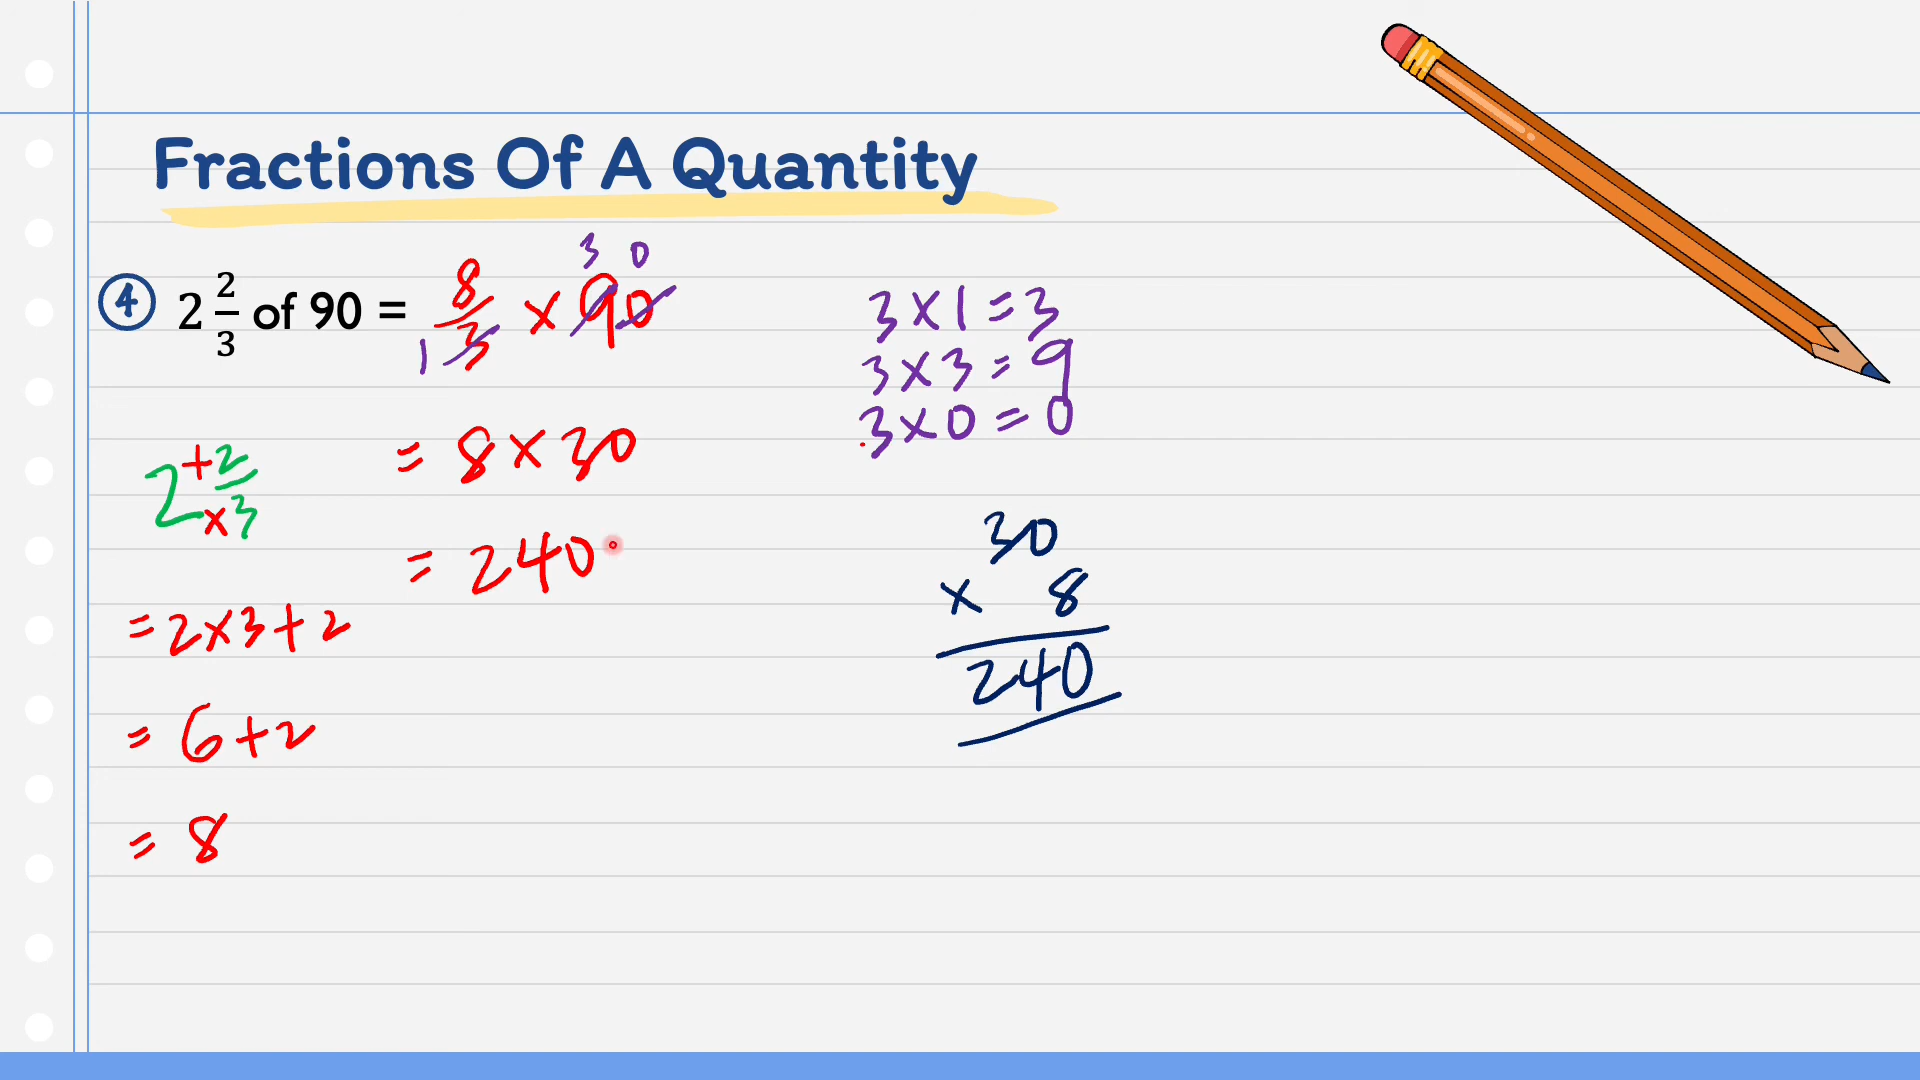 Fractions Of A Quantity
4 2 2/3 of 90 = 8/3 × 90
3 0
1
= 8 × 30
= 240
2 + 2
× 3
= 2 × 3 + 2
= 6 + 2
= 8
3 × 1 = 3
3 × 3 = 9
3 × 0 = 0
30
× 8
240